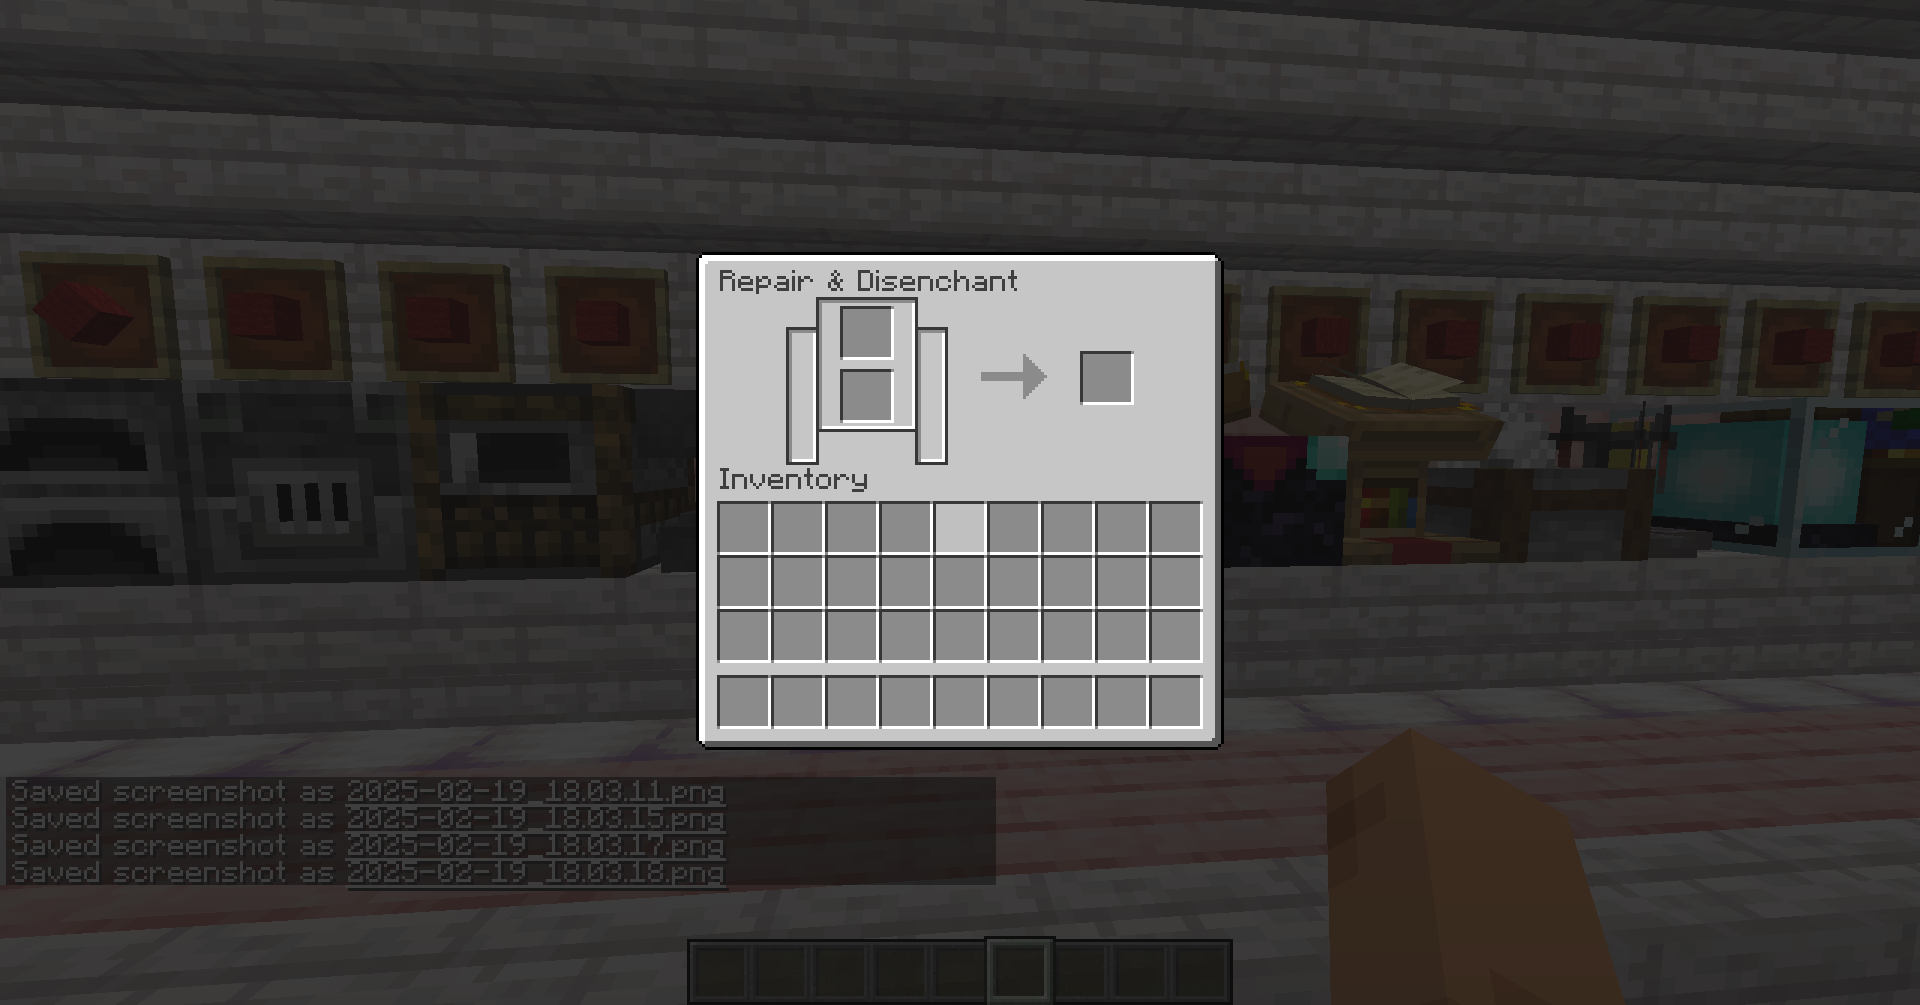 Repair & Disenchant
Inventory
Saved screenshot as 2025-02-19_18.03.11.png
Saved screenshot as 2025-02-19_18.03.15.png
Saved screenshot as 2025-02-19_18.03.17.png
Saved screenshot as 2025-02-19_18.03.18.png